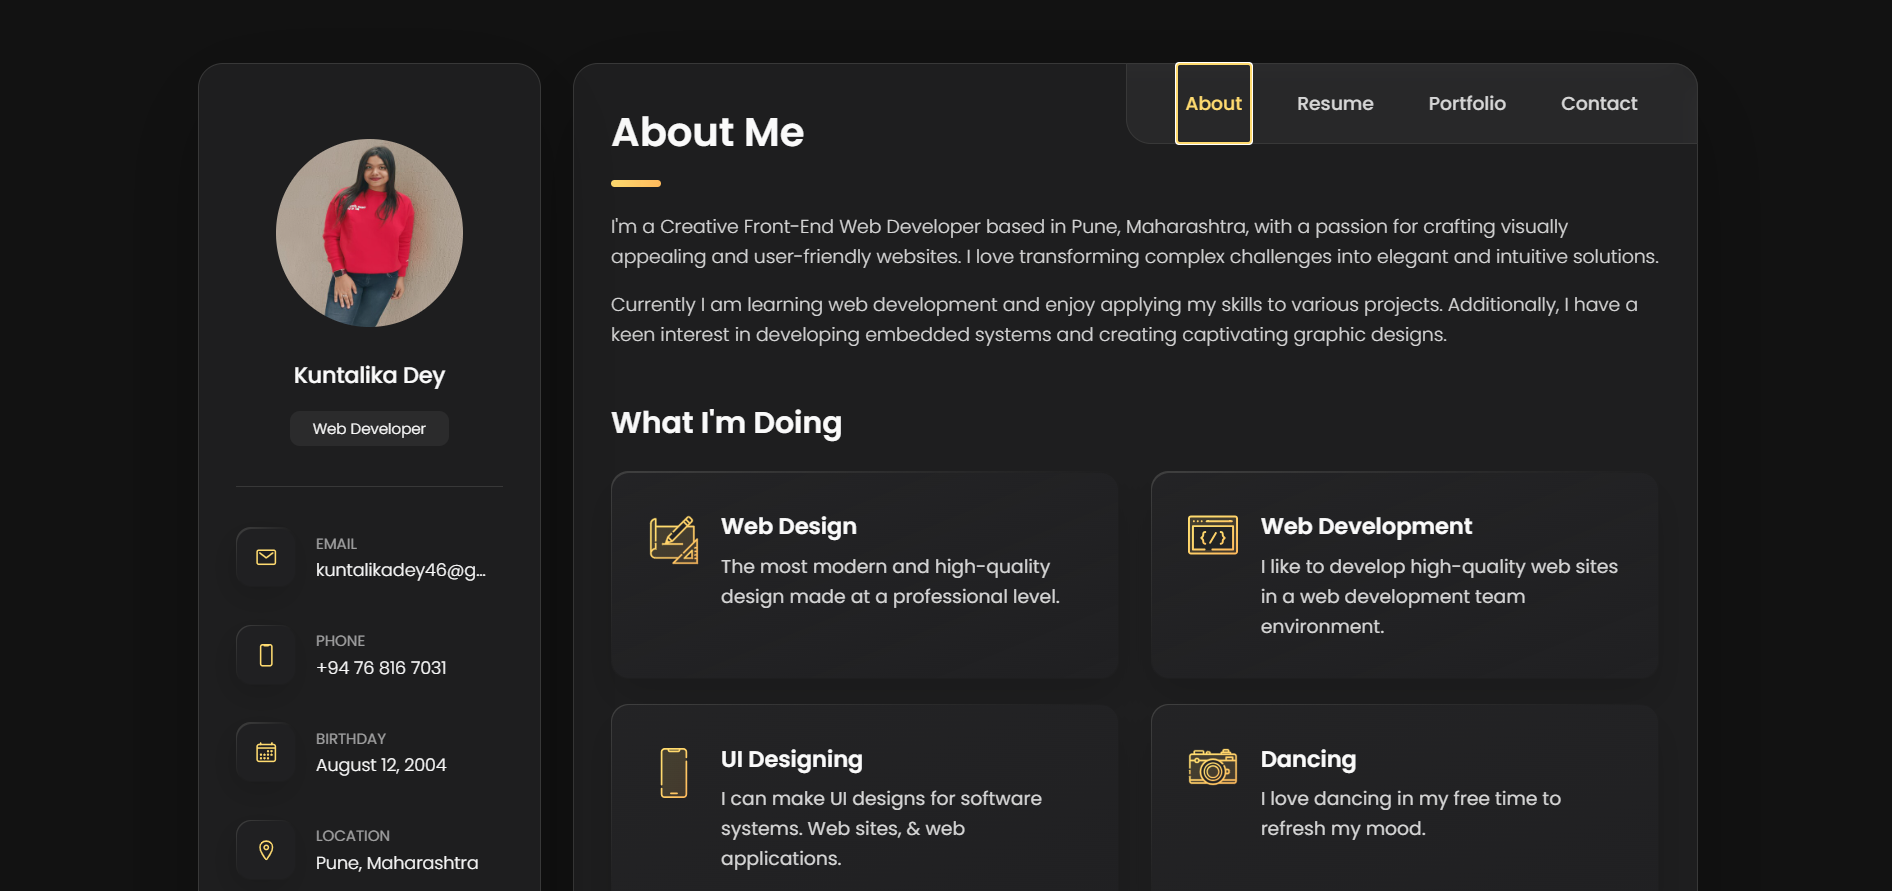 Kuntalika Dey
Web Developer
EMAIL
kuntalikadey46@g...
PHONE
+94 76 816 7031
BIRTHDAY
August 12, 2004
LOCATION
Pune, Maharashtra
About
Resume
Portfolio
Contact
About Me
I'm a Creative Front-End Web Developer based in Pune, Maharashtra, with a passion for crafting visually
appealing and user-friendly websites. I love transforming complex challenges into elegant and intuitive solutions.
Currently I am learning web development and enjoy applying my skills to various projects. Additionally, I have a
keen interest in developing embedded systems and creating captivating graphic designs.
What I'm Doing
Web Design
The most modern and high-quality
design made at a professional level.
Web Development
I like to develop high-quality web sites
in a web development team
environment.
UI Designing
I can make UI designs for software
systems. Web sites, & web
applications.
Dancing
I love dancing in my free time to
refresh my mood.